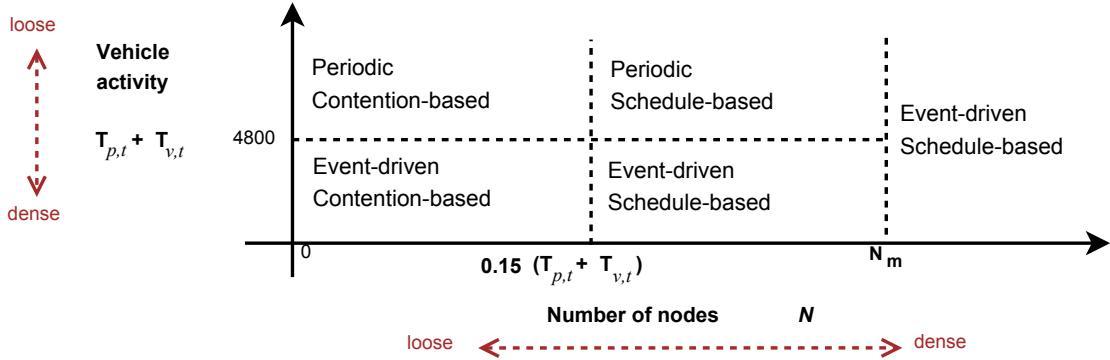 loose
Vehicle
activity
T_{p,t} + T_{v,t}
dense
4800
Periodic
Contention-based
Periodic
Schedule-based
Event-driven
Schedule-based
Event-driven
Contention-based
Event-driven
Schedule-based
0
0.15 (T_{p,t} + T_{v,t})
N_m
Number of nodes N
loose
dense